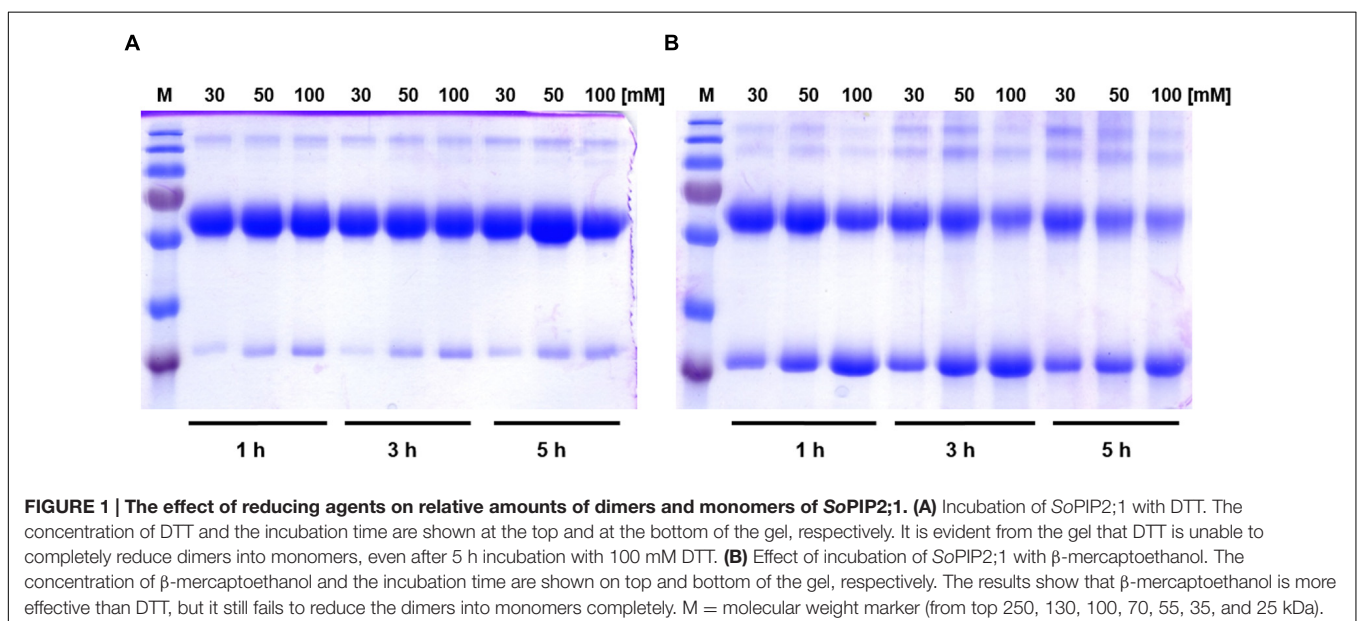 A
B
M 30 50 100 30 50 100 30 50 100 [mM]
M 30 50 100 30 50 100 30 50 100 [mM]
1 h 3 h 5 h
1 h 3 h 5 h
FIGURE 1 | The effect of reducing agents on relative amounts of dimers and monomers of SoPIP2;1. (A) Incubation of SoPIP2;1 with DTT. The
concentration of DTT and the incubation time are shown at the top and at the bottom of the gel, respectively. It is evident from the gel that DTT is unable to
completely reduce dimers into monomers, even after 5 h incubation with 100 mM DTT. (B) Effect of incubation of SoPIP2;1 with β-mercaptoethanol. The
concentration of β-mercaptoethanol and the incubation time are shown on top and bottom of the gel, respectively. The results show that β-mercaptoethanol is more
effective than DTT, but it still fails to reduce the dimers into monomers completely. M = molecular weight marker (from top 250, 130, 100, 70, 55, 35, and 25 kDa).